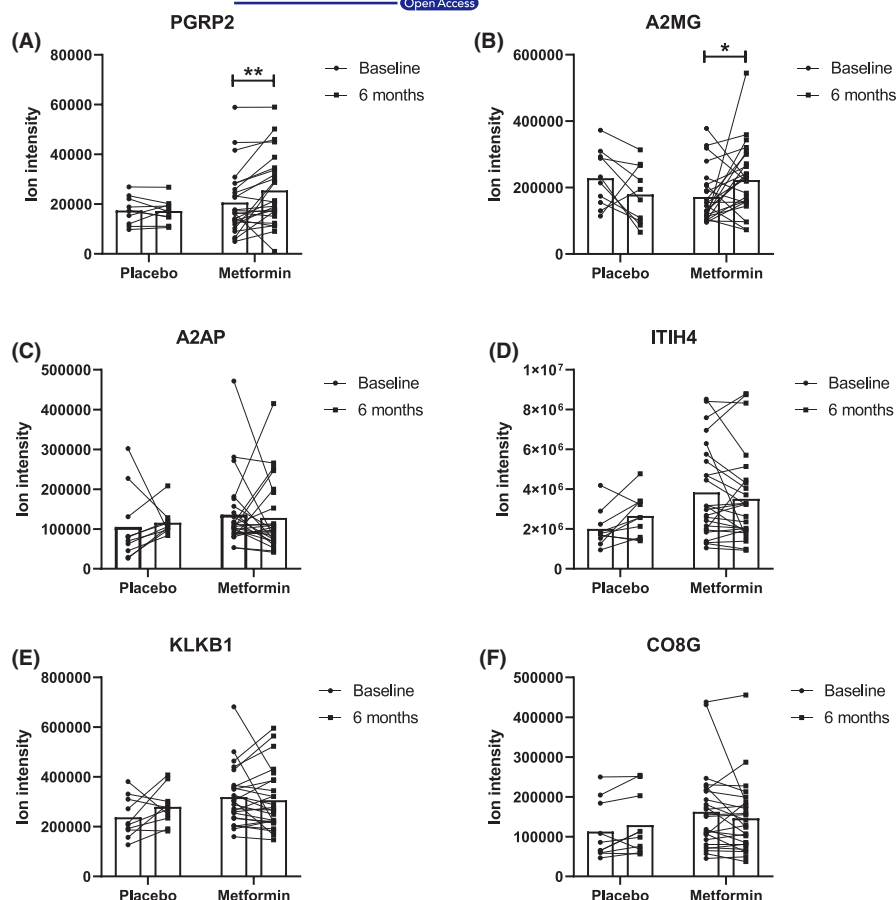 Open Access
(A)
PGRP2
80000
60000
40000
20000
0
Ion intensity
**
Baseline
6 months
Placebo
Metformin
(B)
A2MG
600000
400000
200000
0
Ion intensity
*
Baseline
6 months
Placebo
Metformin
(C)
A2AP
500000
400000
300000
200000
100000
0
Ion intensity
Baseline
6 months
Placebo
Metformin
(D)
ITIH4
1×10⁷
8×10⁶
6×10⁶
4×10⁶
2×10⁶
0
Ion intensity
Baseline
6 months
Placebo
Metformin
(E)
KLKB1
800000
600000
400000
200000
0
Ion intensity
Baseline
6 months
Placebo
Metformin
(F)
CO8G
500000
400000
300000
200000
100000
0
Ion intensity
Baseline
6 months
Placebo
Metformin